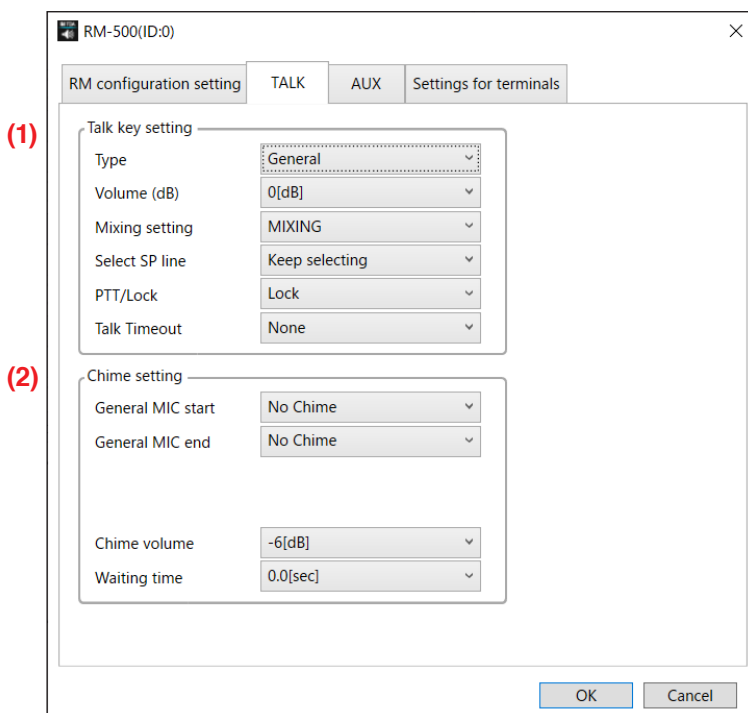 RM-500(ID:0)
RM configuration setting TALK AUX Settings for terminals
(1)
Talk key setting
Type General
Volume (dB) 0[dB]
Mixing setting MIXING
Select SP line Keep selecting
PTT/Lock Lock
Talk Timeout None
(2)
Chime setting
General MIC start No Chime
General MIC end No Chime
Chime volume -6[dB]
Waiting time 0.0[sec]
OK Cancel